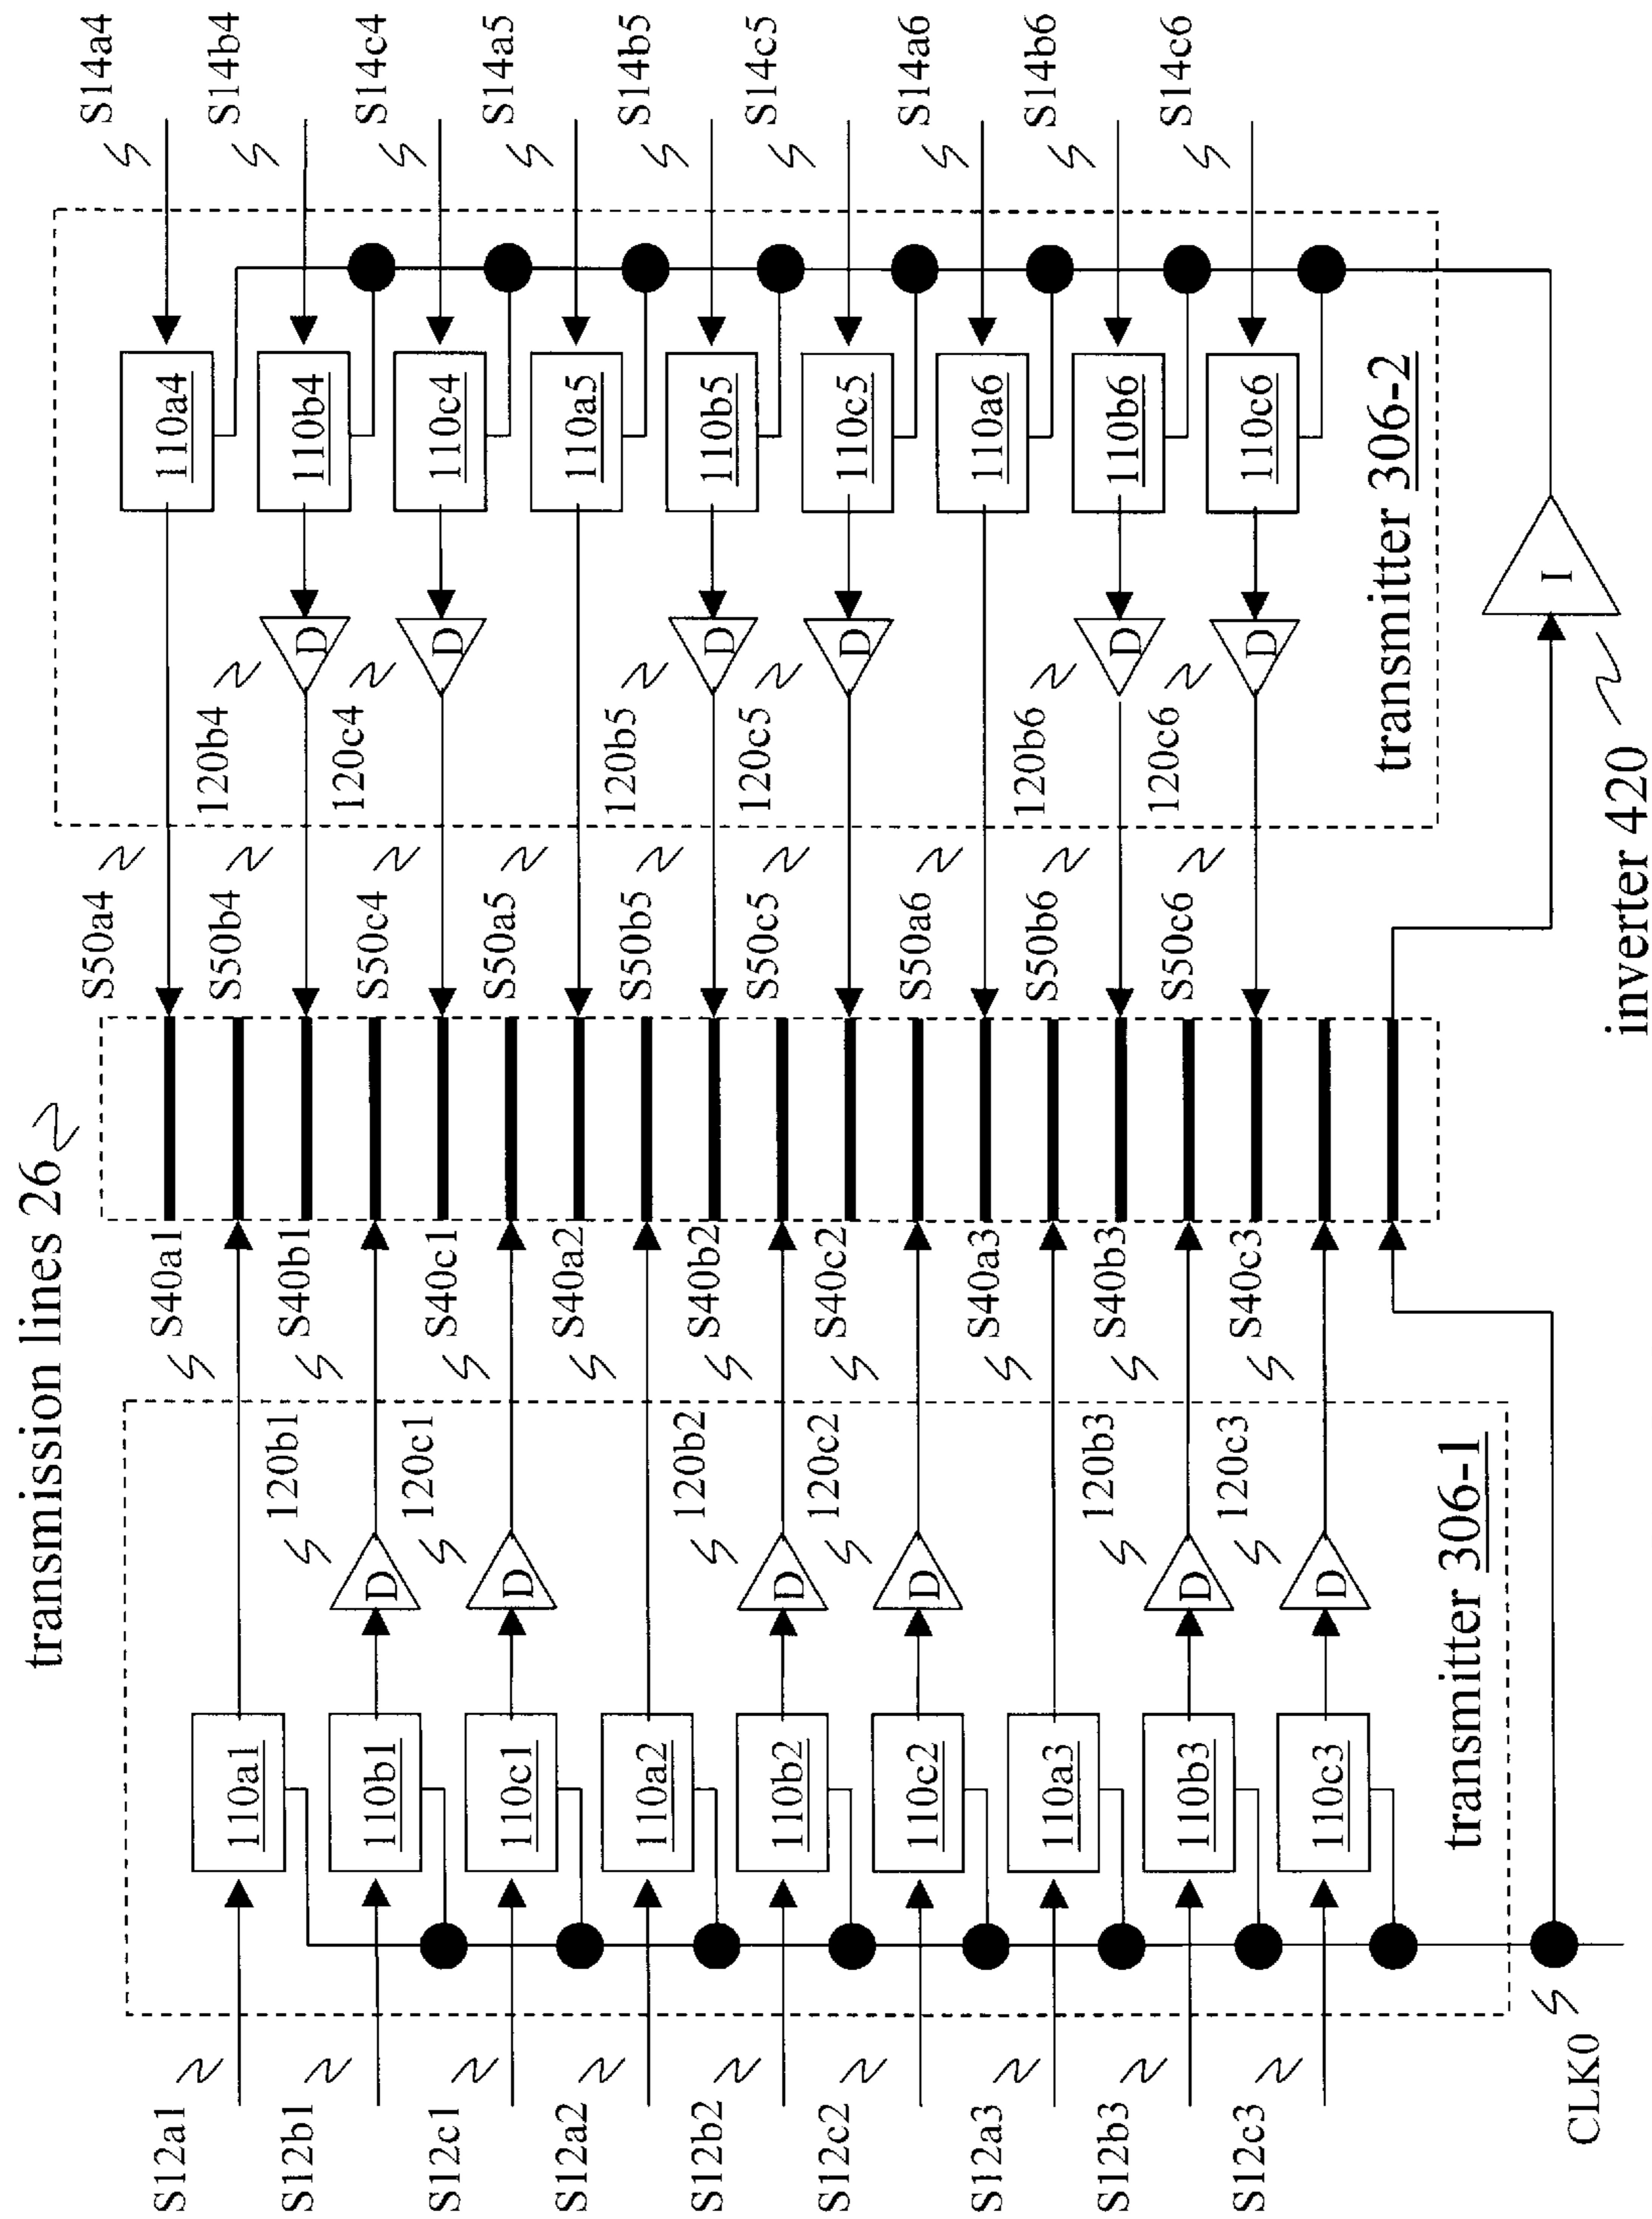 transmission lines 26
S14a4
S14b4
S14c4
S14a5
S14b5
S14c5
S14a6
S14b6
S14c6
110a4
110b4
110c4
110a5
110b5
110c5
110a6
110b6
110c6
transmitter 306-2
D
D
D
D
D
D
I
120b4
120c4
120b5
120c5
120b6
120c6
inverter 420
S50a4
S50b4
S50c4
S50a5
S50b5
S50c5
S50a6
S50b6
S50c6
S40a1
S40b1
S40c1
S40a2
S40b2
S40c2
S40a3
S40b3
S40c3
120b1
120c1
120b2
120c2
120b3
120c3
D
D
D
D
D
D
110a1
110b1
110c1
110a2
110b2
110c2
110a3
110b3
110c3
transmitter 306-1
S12a1
S12b1
S12c1
S12a2
S12b2
S12c2
S12a3
S12b3
S12c3
CLK0